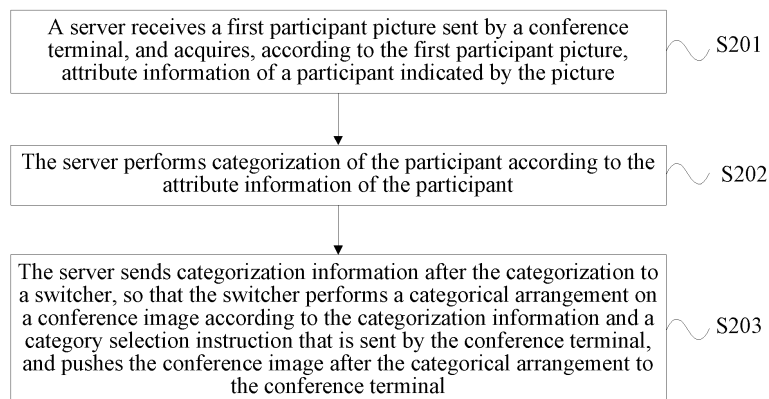 A server receives a first participant picture sent by a conference
terminal, and acquires, according to the first participant picture,
attribute information of a participant indicated by the picture
S201
The server performs categorization of the participant according to the
attribute information of the participant
S202
The server sends categorization information after the categorization to
a switcher, so that the switcher performs a categorical arrangement on
a conference image according to the categorization information and a
category selection instruction that is sent by the conference terminal,
and pushes the conference image after the categorical arrangement to
the conference terminal
S203